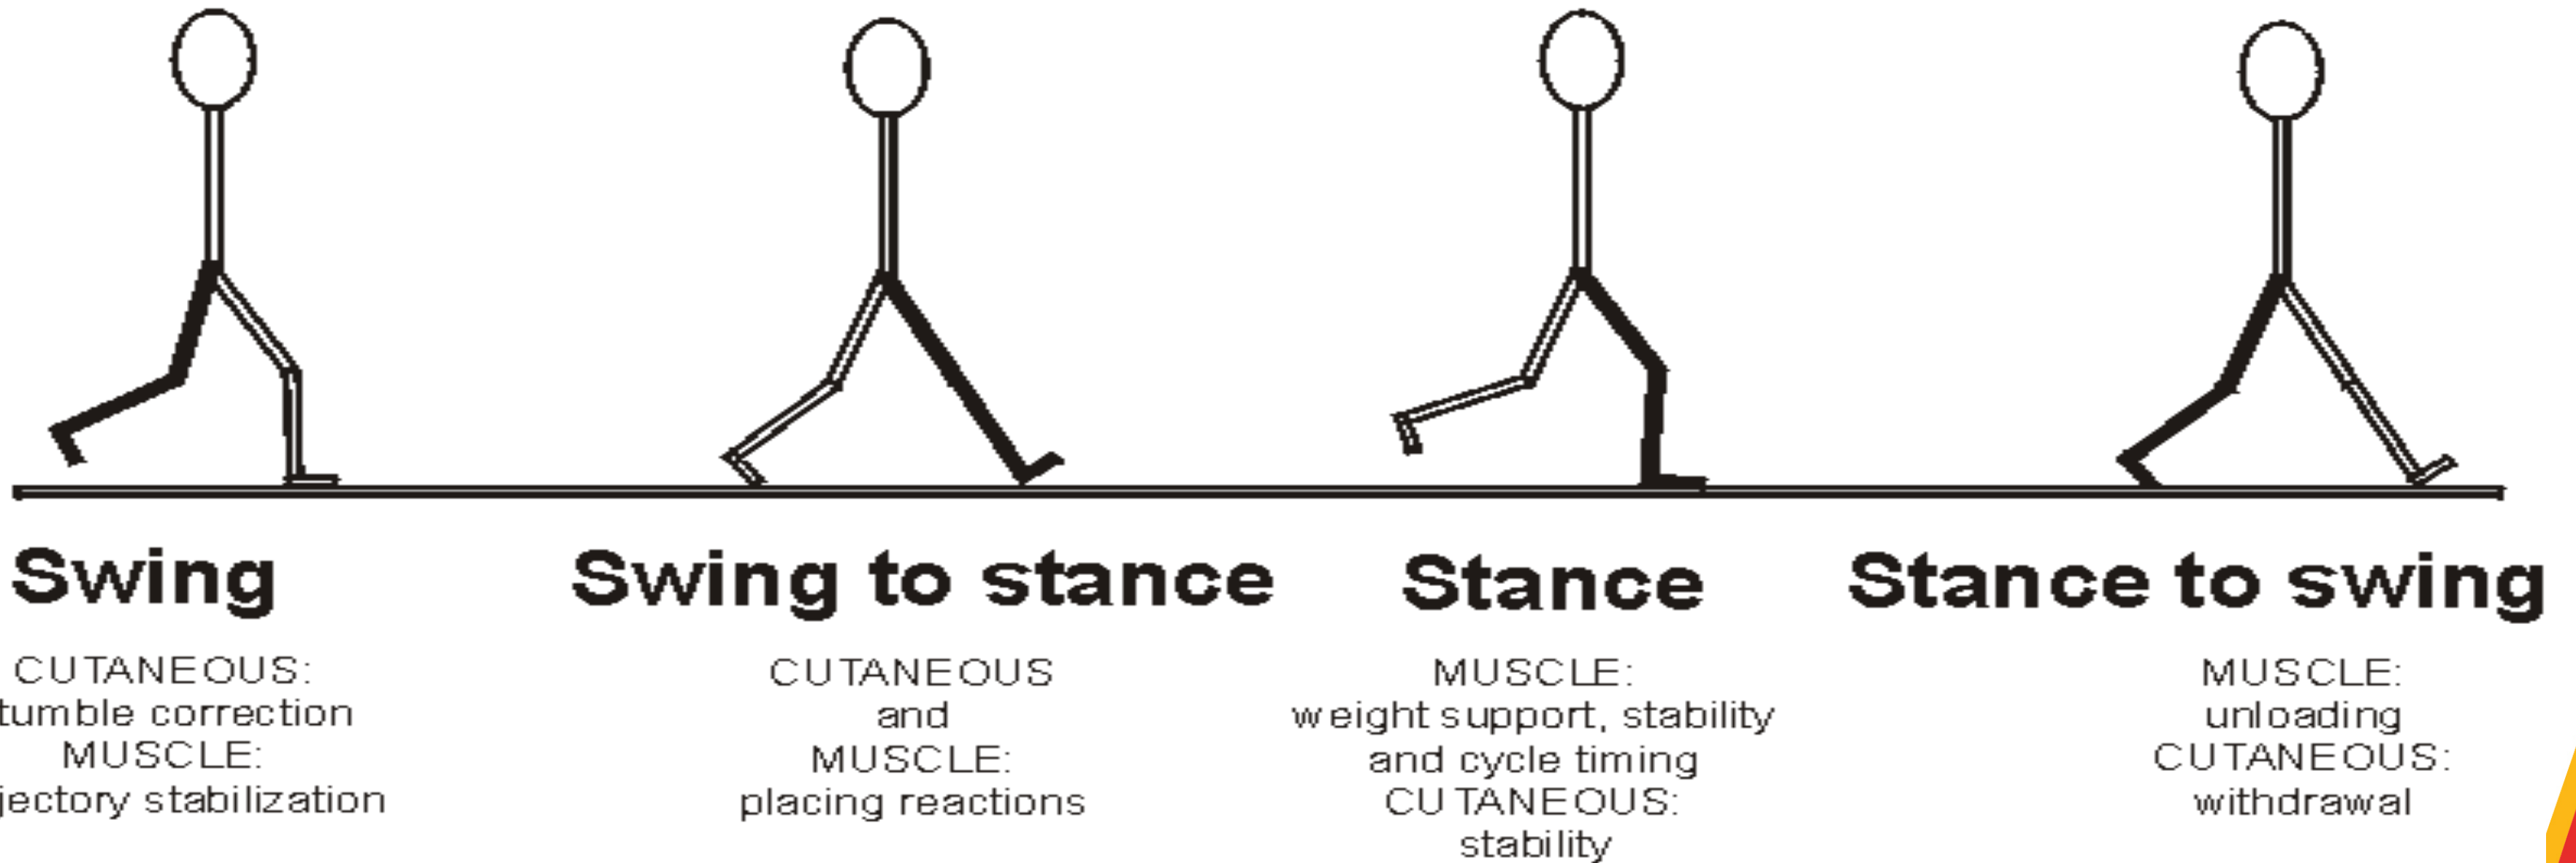 Swing
CUTANEOUS:
tumble correction
MUSCLE:
jectory stabilization
Swing to stance
CUTANEOUS
and
MUSCLE:
placing reactions
Stance
MUSCLE:
weight support, stability
and cycle timing
CUTANEOUS:
stability
Stance to swing
MUSCLE:
unloading
CUTANEOUS:
withdrawal